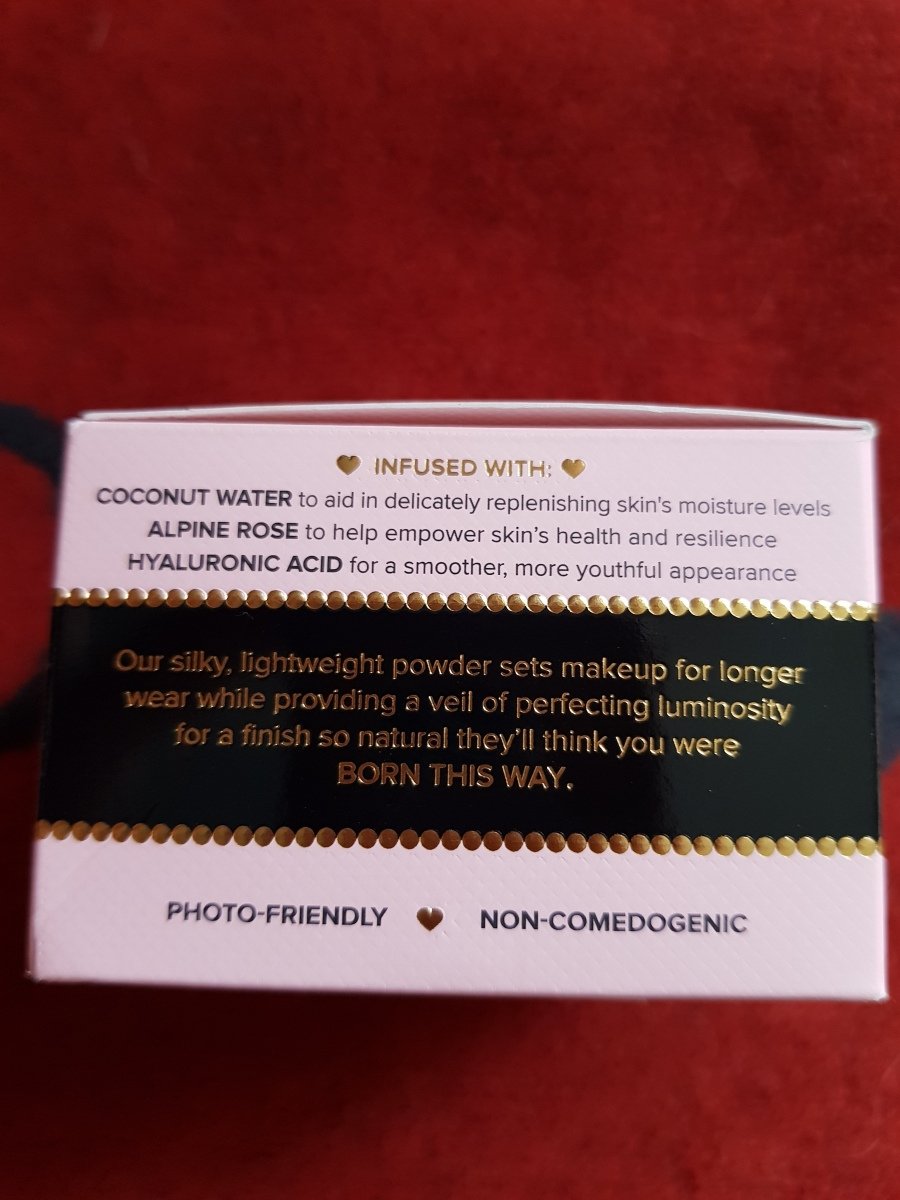 INFUSED WITH:
COCONUT WATER to aid in delicately replenishing skin's moisture levels
ALPINE ROSE to help empower skin’s health and resilience
HYALURONIC ACID for a smoother, more youthful appearance
Our silky, lightweight powder sets makeup for longer
wear while providing a veil of perfecting luminosity
for a finish so natural they’ll think you were
BORN THIS WAY.
PHOTO-FRIENDLY NON-COMEDOGENIC